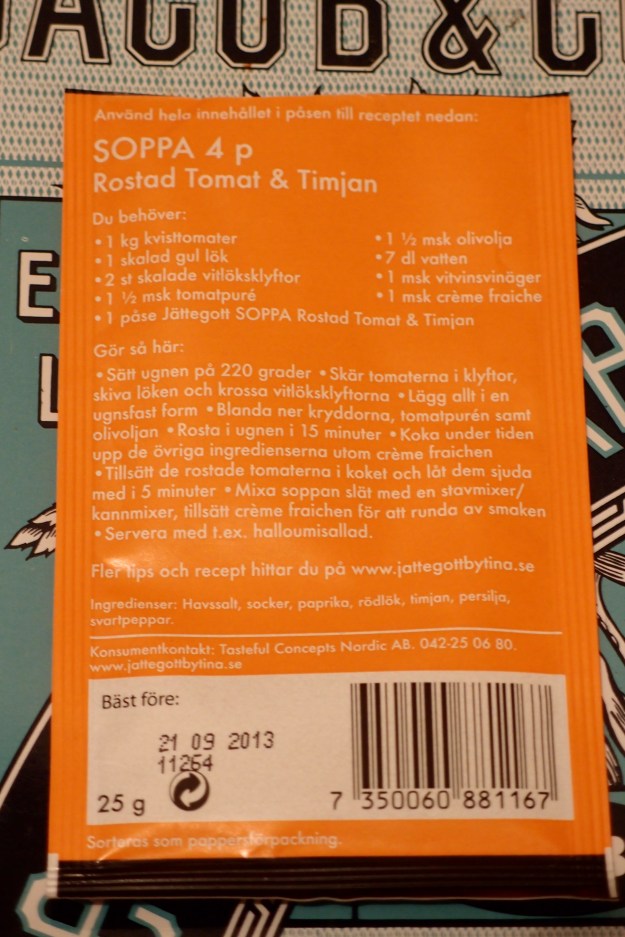 JACOB & C
Använd hela innehållet i påsen till receptet nedan:
SOPPA 4 p
Rostad Tomat & Timjan
Du behöver:
• 1 kg kvisttomater
• 1 skalad gul lök
• 2 st skalade vitlöksklyftor
• 1 ½ msk tomatpuré
• 1 påse Jättegott SOPPA Rostad Tomat & Timjan
• 1 ½ msk olivolja
• 7 dl vatten
• 1 msk vitvinsvinäger
• 1 msk crème fraiche
Gör så här:
• Sätt ugnen på 220 grader • Skär tomaterna i klyftor,
skiva löken och krossa vitlöksklyftorna • Lägg allt i en
ugnsfast form • Blanda ner kryddorna, tomatpurén samt
olivoljan • Rosta i ugnen i 15 minuter • Koka under tiden
upp de övriga ingredienserna utom crème fraichen
• Tillsätt de rostade tomaterna i koket och låt dem sjuda
med i 5 minuter • Mixa soppan slät med en stavmixer/
kannmixer, tillsätt crème fraichen för att runda av smaken
• Servera med t.ex. halloumisallad.
Fler tips och recept hittar du på www.jattegottbytina.se
Ingredienser: Havssalt, socker, paprika, rödlök, timjan, persilja,
svartpeppar.
Konsumentkontakt: Tasteful Concepts Nordic AB. 042-25 06 80.
www.jattegottbytina.se
Bäst före:
21 09 2013
11264
25 g
7 350060 881167
Sorteras som pappersförpackning.